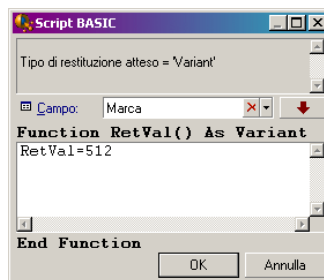 Script BASIC
Tipo di restituzione atteso = 'Variant'
Campo: Marca
Function RetVal() As Variant
RetVal=512
End Function
OK Annulla